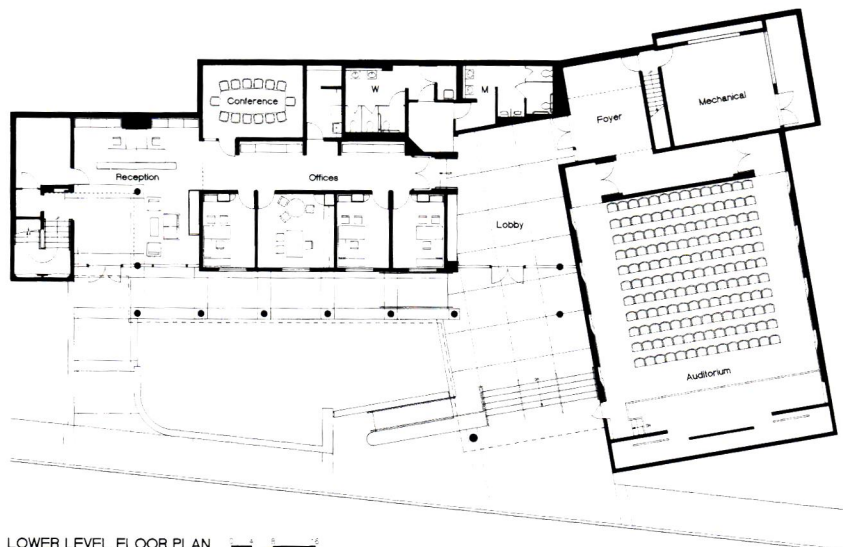 Conference
W
M
Foyer
Mechanical
Reception
Offices
Lobby
Auditorium
LOWER LEVEL FLOOR PLAN